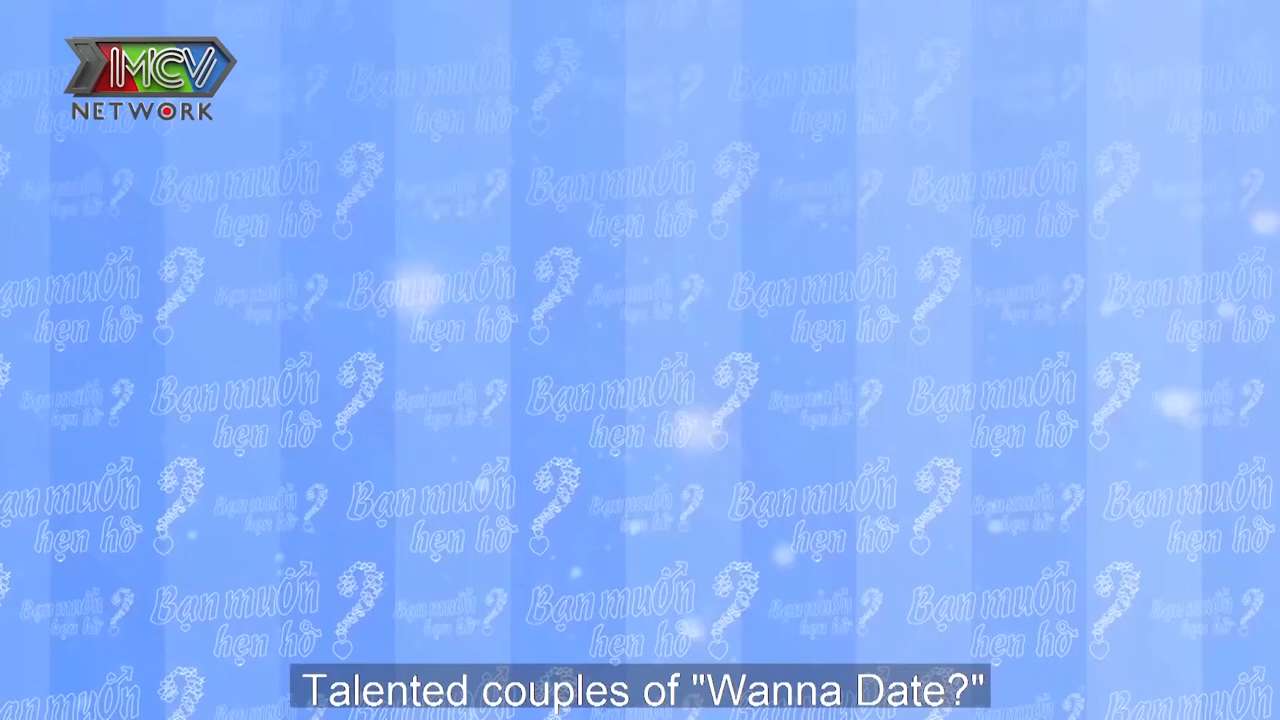 MCV
NETWORK
Bạn muốn
hẹn hò?
Talented couples of "Wanna Date?"